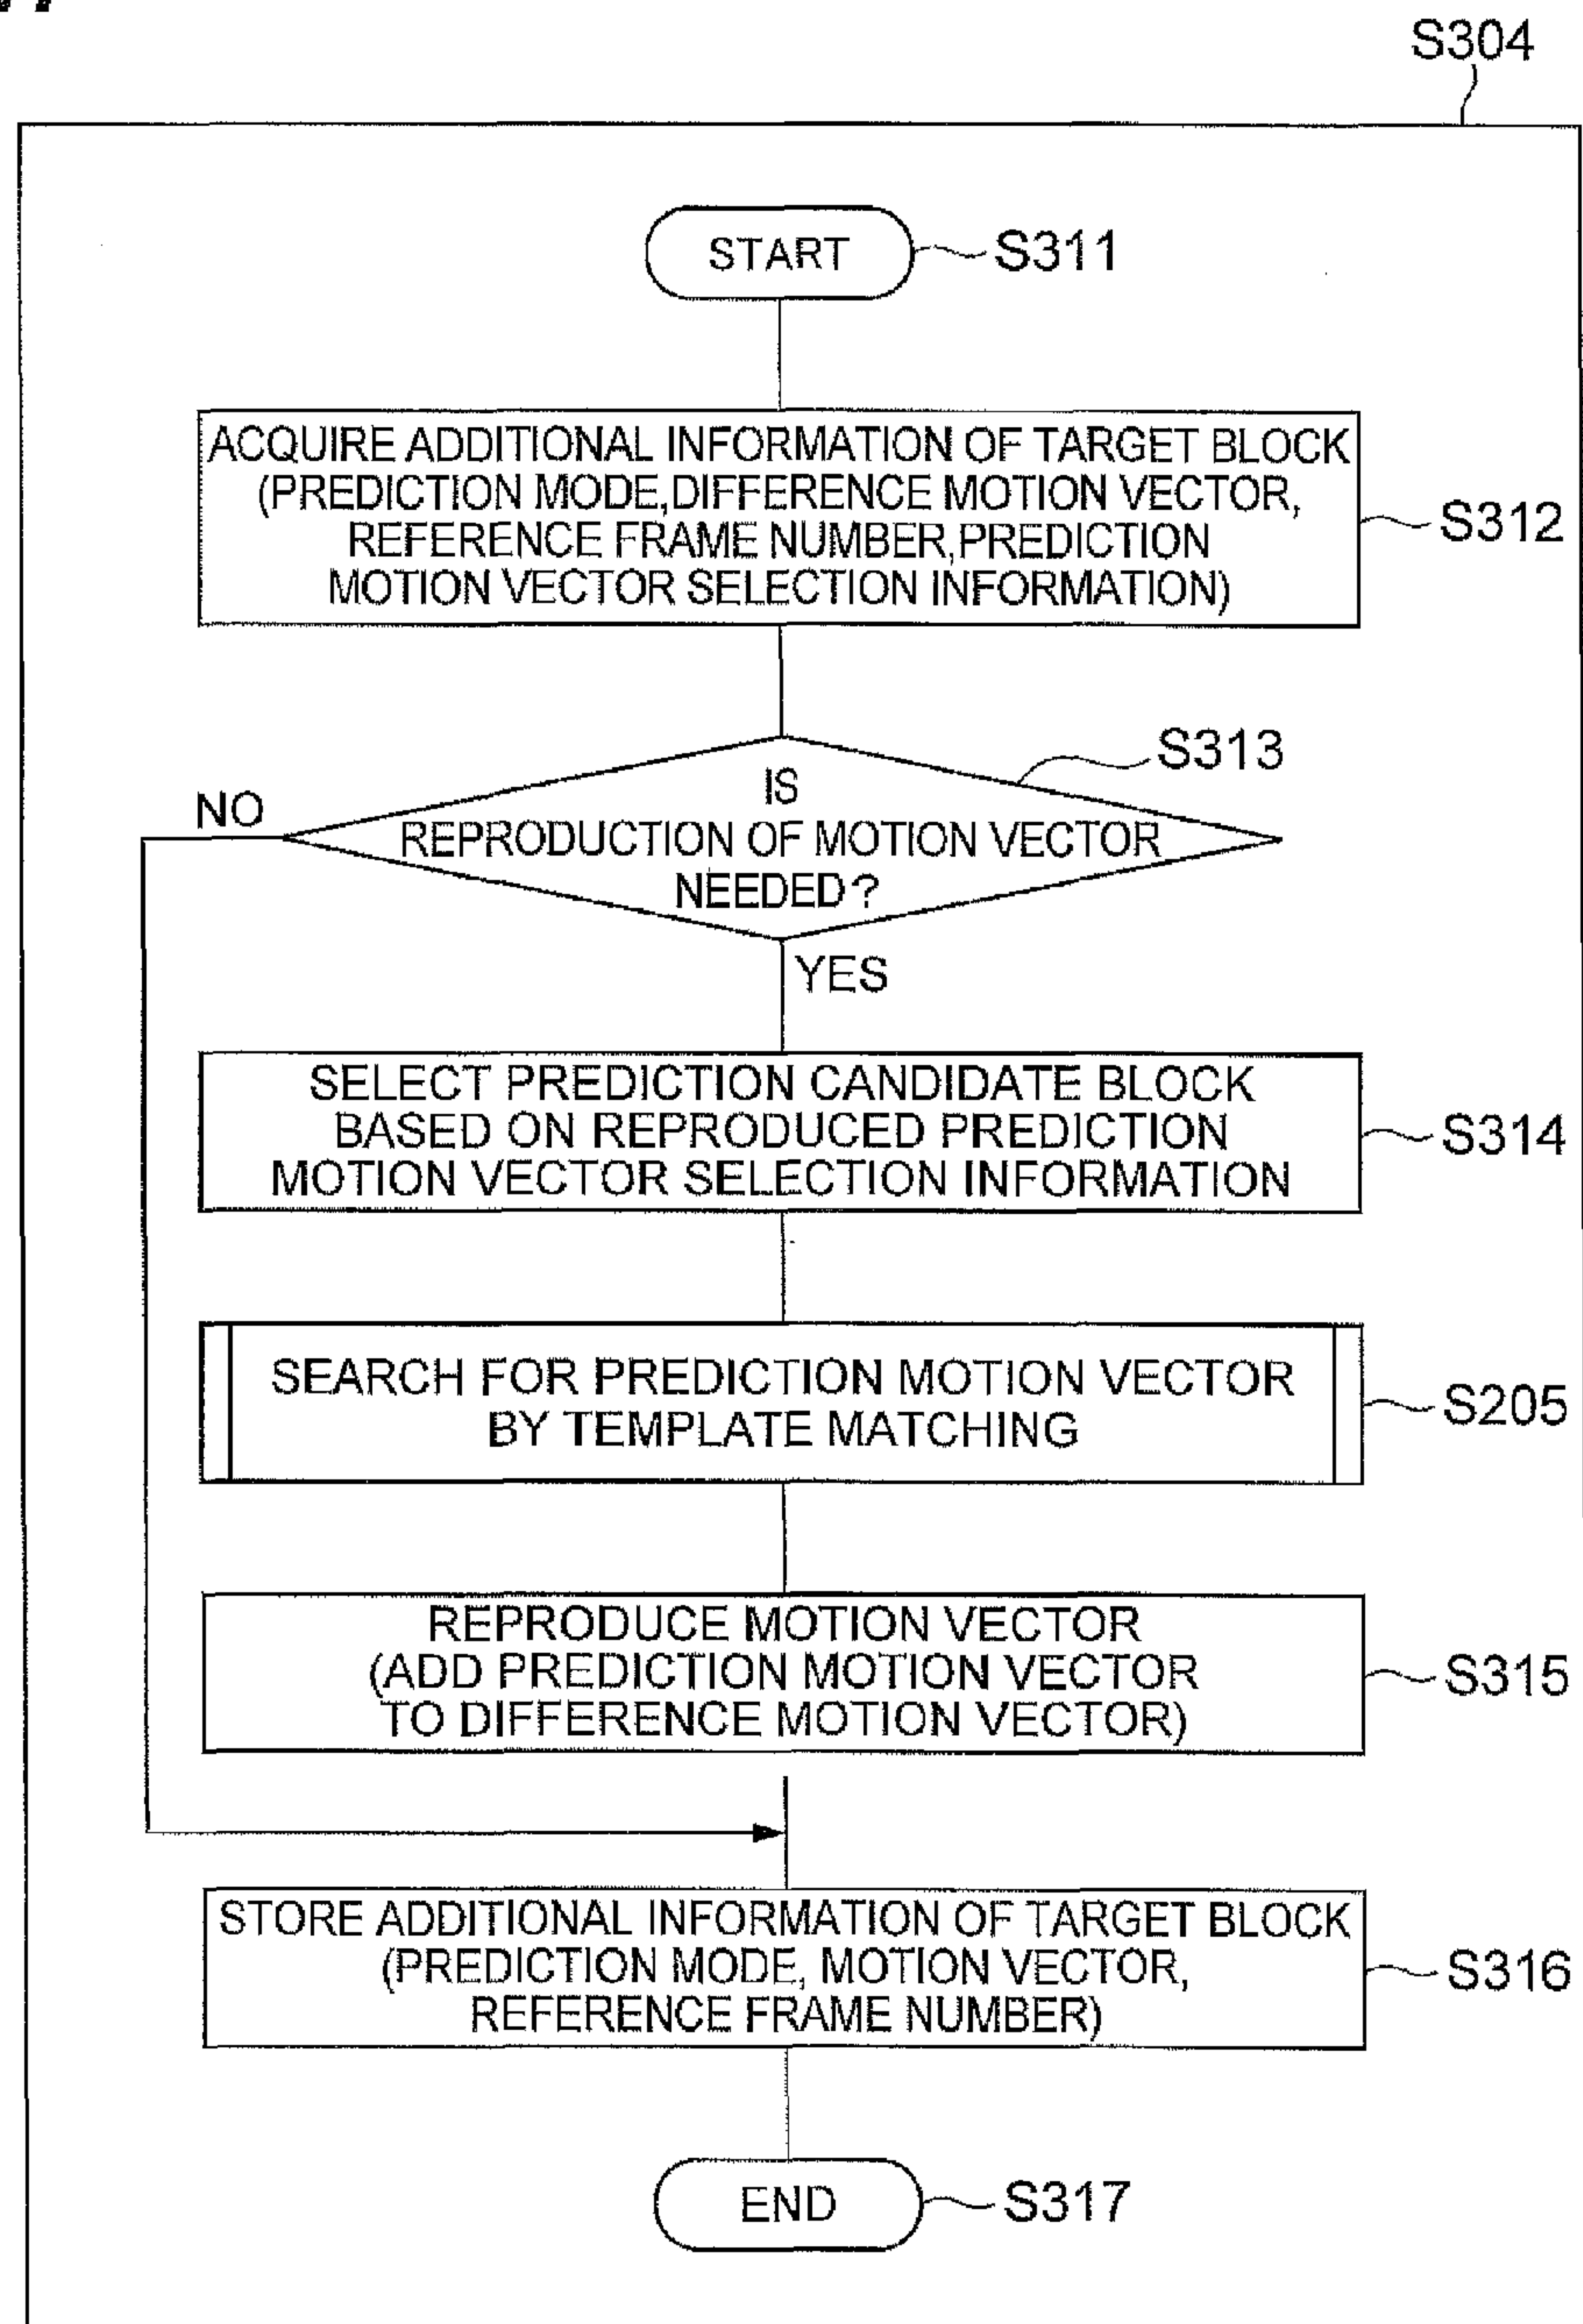 S304
START
S311
ACQUIRE ADDITIONAL INFORMATION OF TARGET BLOCK
(PREDICTION MODE,DIFFERENCE MOTION VECTOR,
REFERENCE FRAME NUMBER,PREDICTION
MOTION VECTOR SELECTION INFORMATION)
S312
S313
IS
REPRODUCTION OF MOTION VECTOR
NEEDED?
NO
YES
SELECT PREDICTION CANDIDATE BLOCK
BASED ON REPRODUCED PREDICTION
MOTION VECTOR SELECTION INFORMATION
S314
SEARCH FOR PREDICTION MOTION VECTOR
BY TEMPLATE MATCHING
S205
REPRODUCE MOTION VECTOR
(ADD PREDICTION MOTION VECTOR
TO DIFFERENCE MOTION VECTOR)
S315
STORE ADDITIONAL INFORMATION OF TARGET BLOCK
(PREDICTION MODE, MOTION VECTOR,
REFERENCE FRAME NUMBER)
S316
END
S317